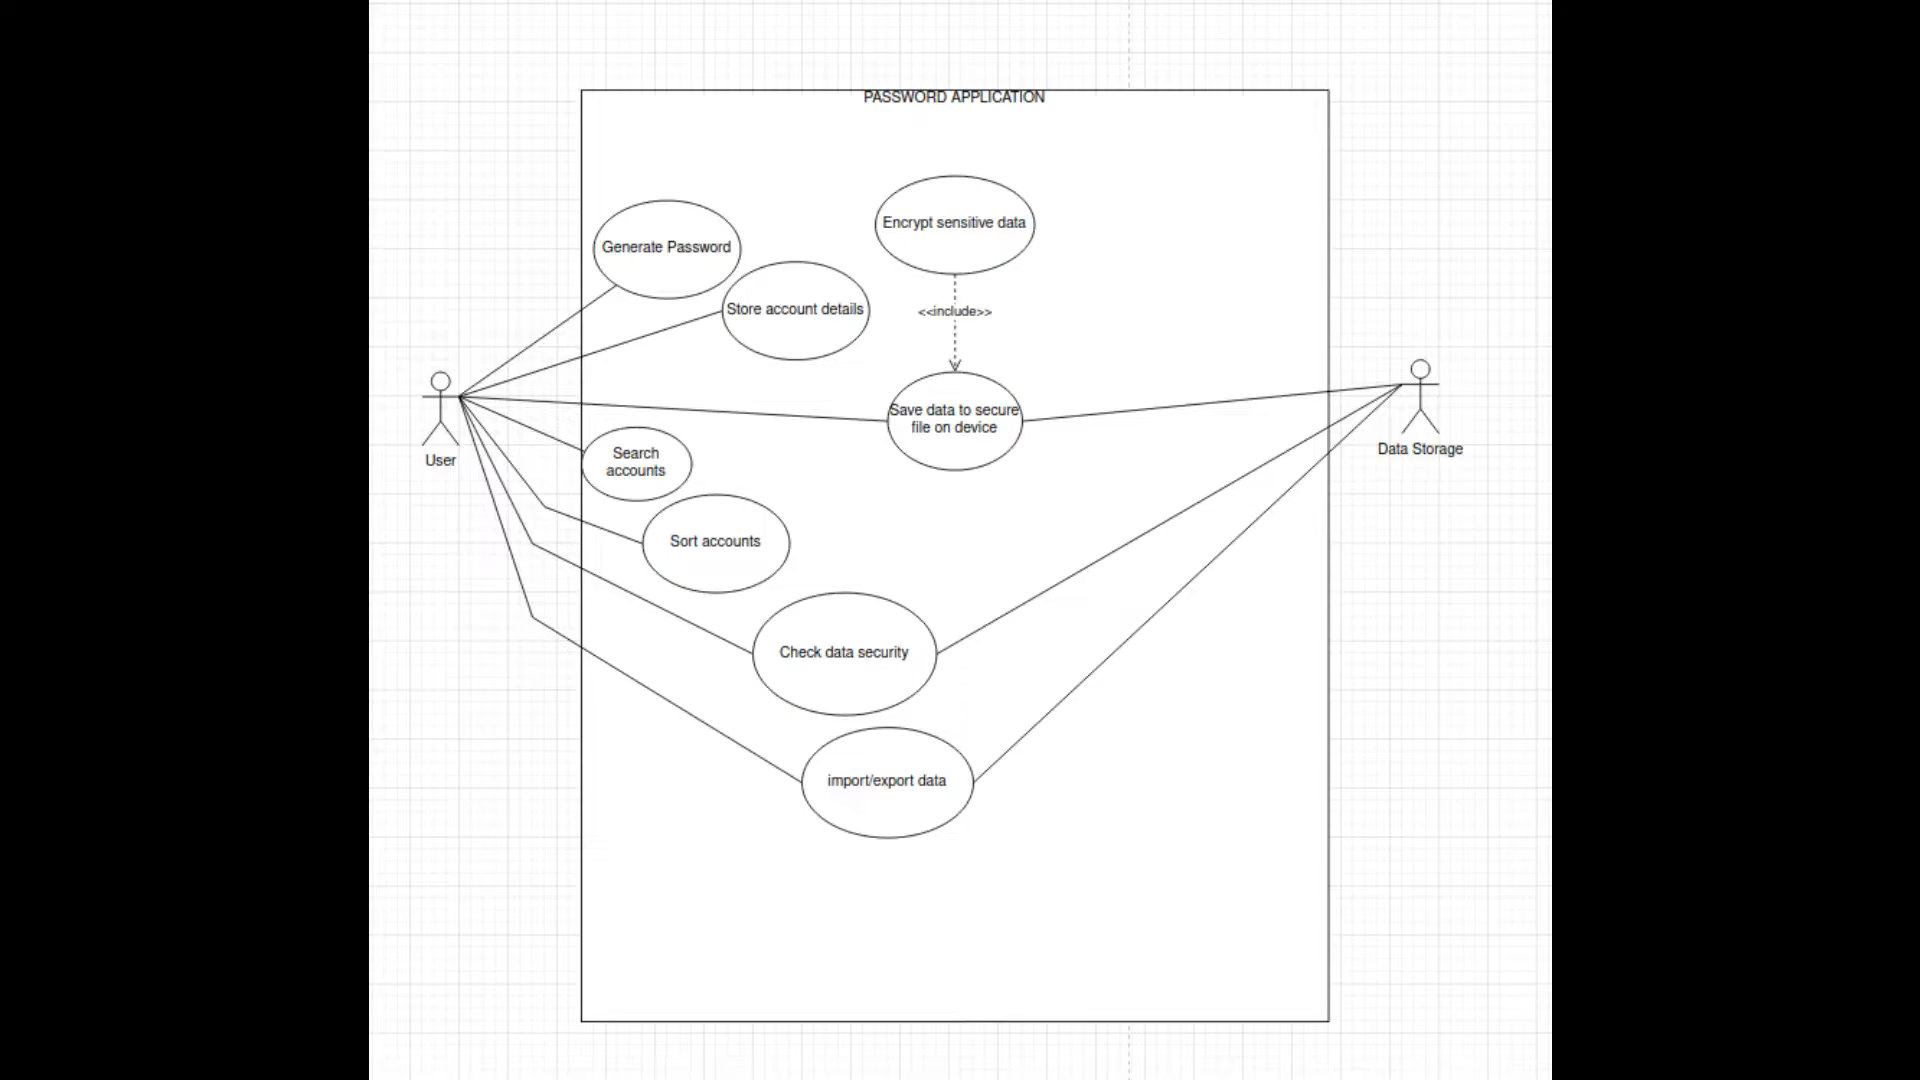 PASSWORD APPLICATION
Encrypt sensitive data
Generate Password
Store account details
<<include>>
Save data to secure
file on device
User
Data Storage
Search
accounts
Sort accounts
Check data security
import/export data